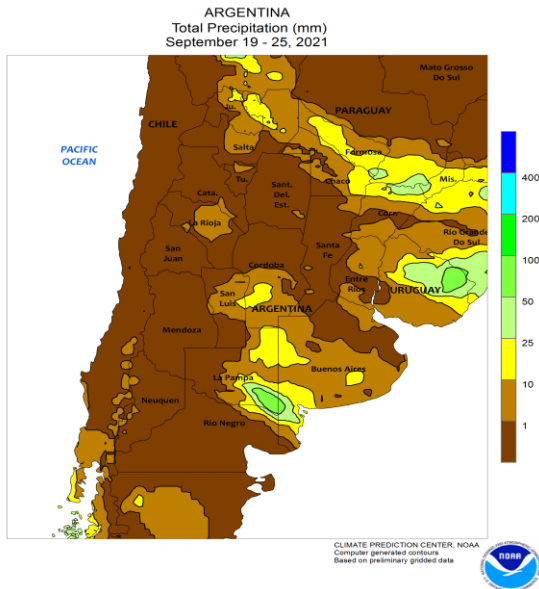 ARGENTINA
Total Precipitation (mm)
September 19 - 25, 2021
Mato Grosso
Do Sul
Ju.
PARAGUAY
CHILE
PACIFIC
OCEAN
Salta
Formosa
Tu.
Chaco
Mis.
Cata.
Sant.
Del.
Est.
Corr.
La Rioja
Rio Grande
Do Sul
San
Juan
Santa
Fe
Cordoba
Entre
Rios
URUGUAY
San
Luis
ARGENTINA
Mendoza
Buenos Aires
La Pampa
Neuquen
Rio Negro
400
200
100
50
25
10
1
CLIMATE PREDICTION CENTER, NOAA
Computer generated contours
Based on preliminary gridded data
NOAA